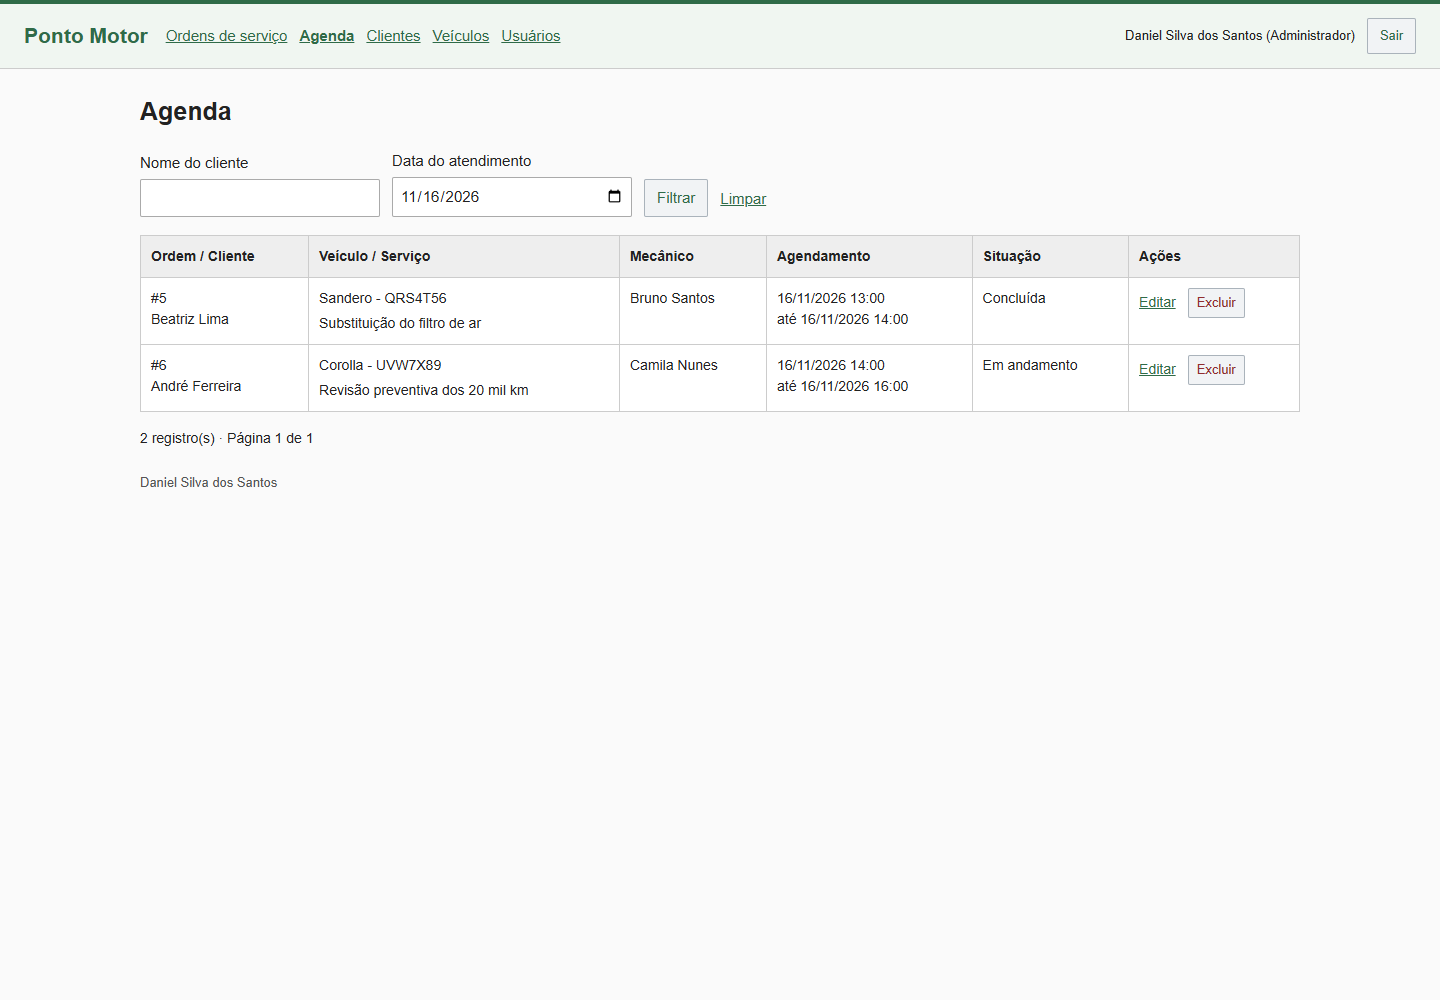 Ponto Motor Ordens de serviço Agenda Clientes Veículos Usuários Daniel Silva dos Santos (Administrador) Sair
Agenda
Nome do cliente Data do atendimento
11/16/2026 Filtrar Limpar
Ordem / Cliente Veículo / Serviço Mecânico Agendamento Situação Ações
#5 Sandero - QRS4T56 Bruno Santos 16/11/2026 13:00 Concluída Editar Excluir
Beatriz Lima Substituição do filtro de ar até 16/11/2026 14:00
#6 Corolla - UVW7X89 Camila Nunes 16/11/2026 14:00 Em andamento Editar Excluir
André Ferreira Revisão preventiva dos 20 mil km até 16/11/2026 16:00
2 registro(s) · Página 1 de 1
Daniel Silva dos Santos